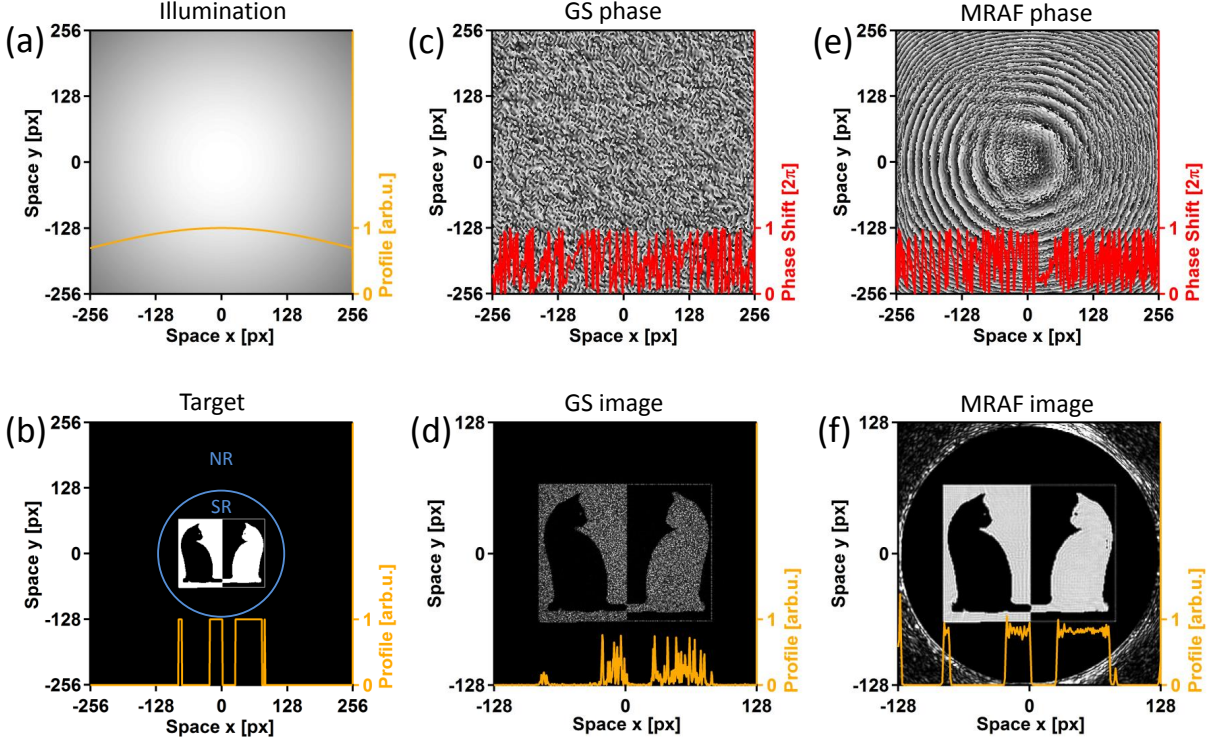 Illumination
(a)
256
128
0
-128
-256
Space y [px]
-256
-128
0
128
256
Space x [px]
1
0
Profile [arb.u.]
GS phase
(c)
256
128
0
-128
-256
Space y [px]
-256
-128
0
128
256
Space x [px]
1
0
Phase Shift [2π]
MRAF phase
(e)
256
128
0
-128
-256
Space y [px]
-256
-128
0
128
256
Space x [px]
1
0
Phase Shift [2π]
Target
(b)
256
128
0
-128
-256
Space y [px]
NR
SR
-256
-128
0
128
256
Space x [px]
1
0
Profile [arb.u.]
GS image
(d)
128
0
-128
Space y [px]
-128
0
128
Space x [px]
1
0
Profile [arb.u.]
MRAF image
(f)
128
0
-128
Space y [px]
-128
0
128
Space x [px]
1
0
Profile [arb.u.]